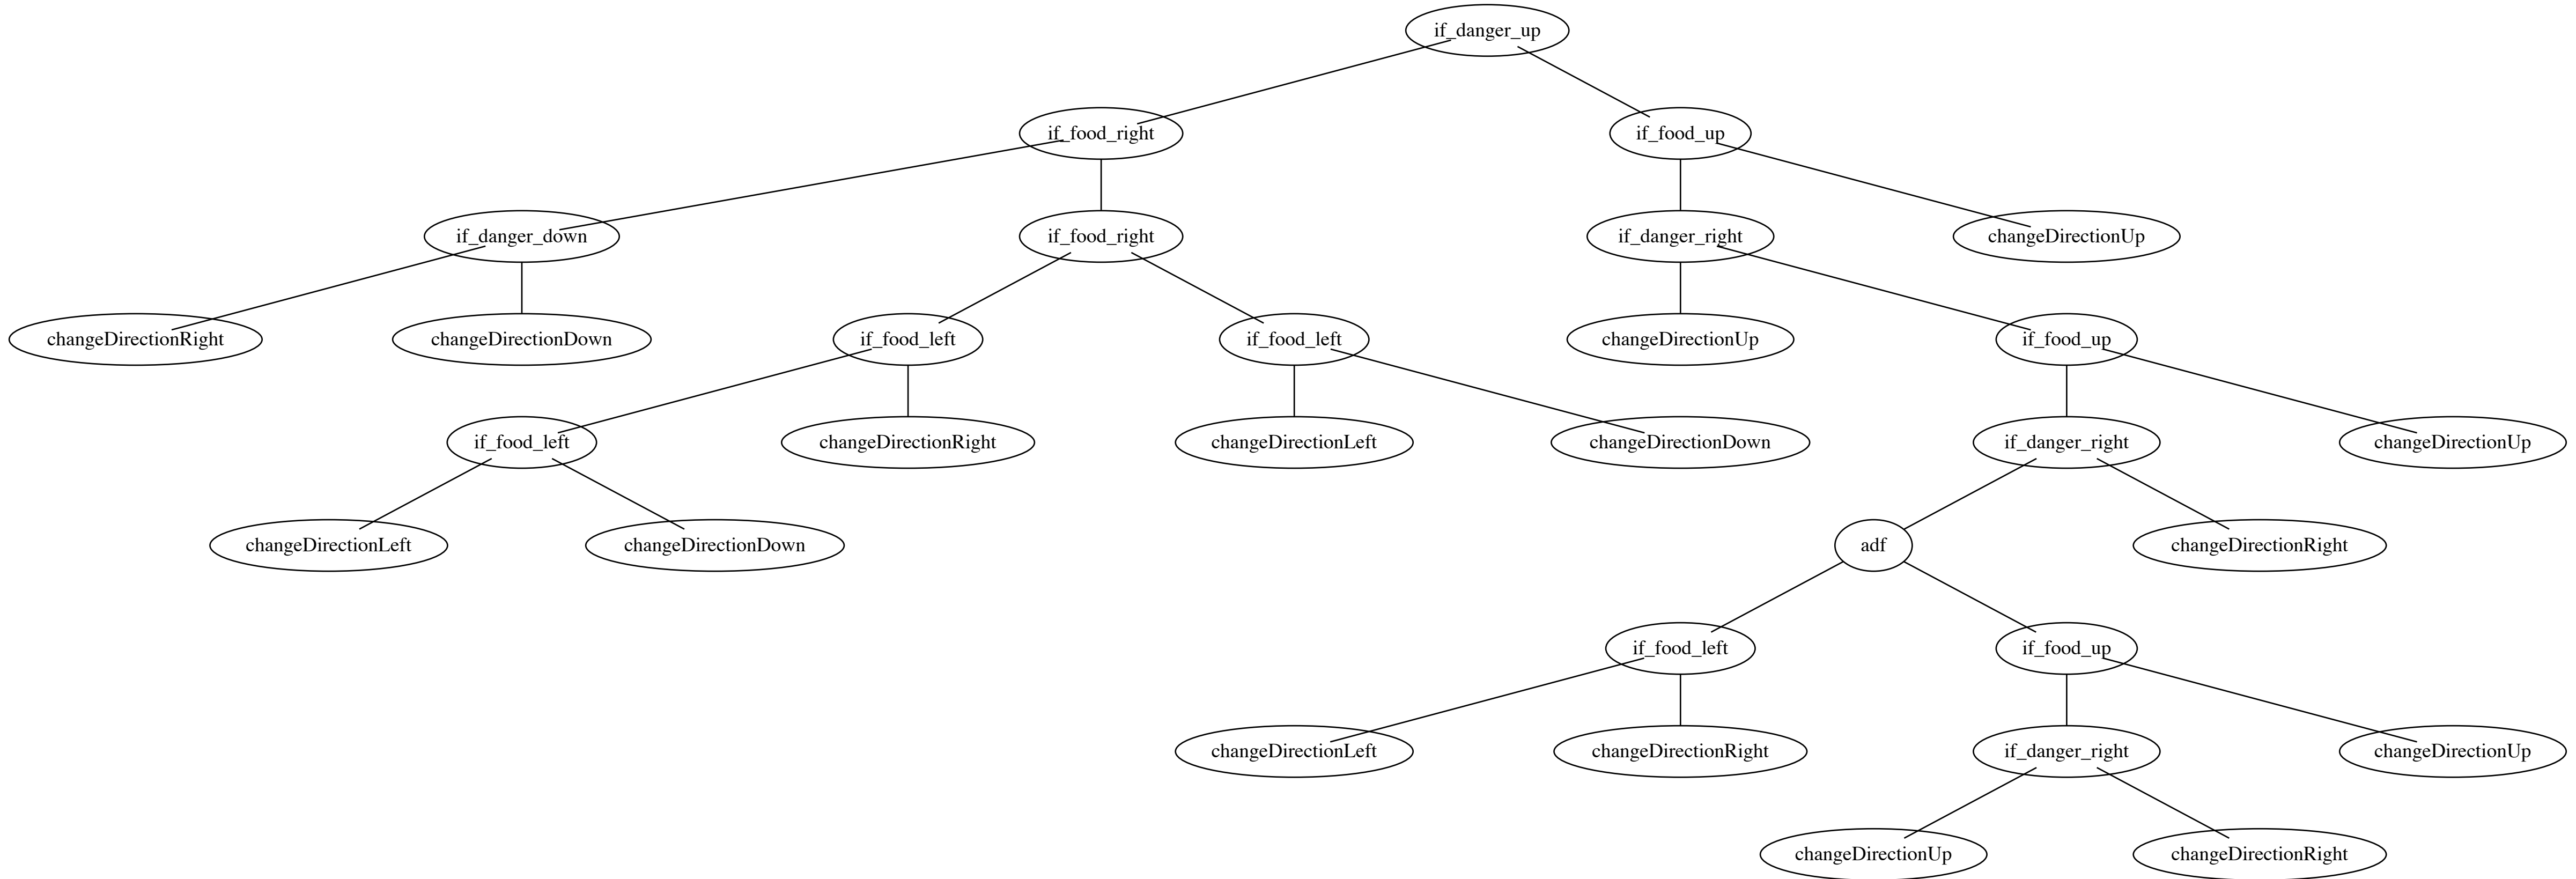 if_danger_up
if_food_right
if_food_up
if_danger_down
if_food_right
if_danger_right
changeDirectionUp
changeDirectionRight
changeDirectionDown
if_food_left
if_food_left
changeDirectionUp
if_food_up
if_food_left
changeDirectionRight
changeDirectionLeft
changeDirectionDown
if_danger_right
changeDirectionUp
changeDirectionLeft
changeDirectionDown
adf
changeDirectionRight
if_food_left
if_food_up
changeDirectionLeft
changeDirectionRight
if_danger_right
changeDirectionUp
changeDirectionUp
changeDirectionRight